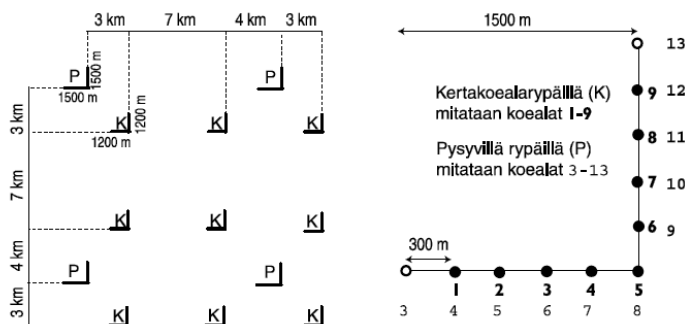 3 km 7 km 4 km 3 km
P
1500 m
1500 m
P
K
1200 m
1200 m
K
K
K
K
K
P
P
K
K
K
3 km
7 km
4 km
3 km
1500 m
13
9 12
8 11
7 10
6 9
Kertakoealarypäillä (K)
mitataan koealat 1-9
Pysyvillä rypäillä (P)
mitataan koealat 3-13
300 m
1 2 3 4 5
3 4 5 6 7 8